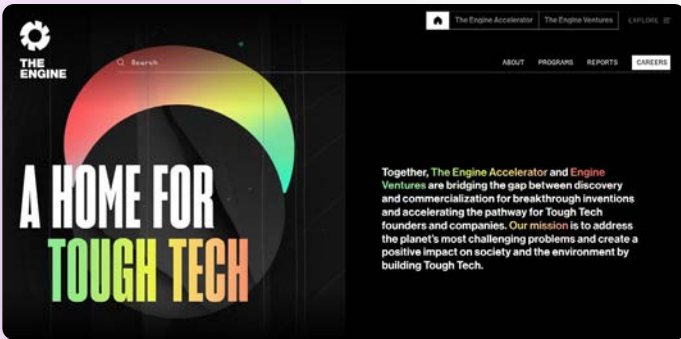 The Engine Accelerator
The Engine Ventures
EXPLORE
THE
ENGINE
Search
ABOUT
PROGRAMS
REPORTS
CAREERS
A HOME FOR
TOUGH TECH
Together, The Engine Accelerator and Engine
Ventures are bridging the gap between discovery
and commercialization for breakthrough inventions
and accelerating the pathway for Tough Tech
founders and companies. Our mission is to address
the planet's most challenging problems and create a
positive impact on society and the environment by
building Tough Tech.